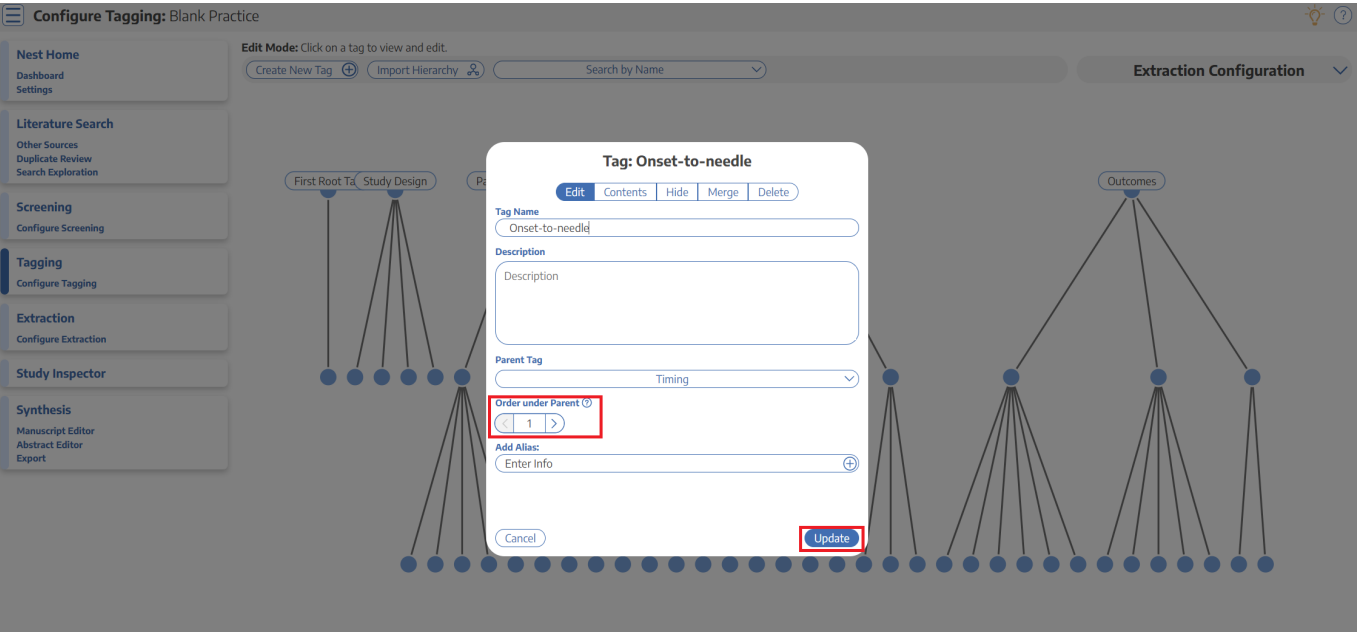 Configure Tagging: Blank Practice
?
Nest Home
Dashboard
Settings
Literature Search
Other Sources
Duplicate Review
Search Exploration
Screening
Configure Screening
Tagging
Configure Tagging
Extraction
Configure Extraction
Study Inspector
Synthesis
Manuscript Editor
Abstract Editor
Export
Edit Mode: Click on a tag to view and edit.
Create New Tag
Import Hierarchy
Search by Name
Extraction Configuration
First Root Ta
Study Design
Pa
Outcomes
Tag: Onset-to-needle
Edit Contents Hide Merge Delete
Tag Name
Onset-to-needle
Description
Description
Parent Tag
Timing
Order under Parent ?
< 1 >
Add Alias:
Enter Info
Cancel
Update